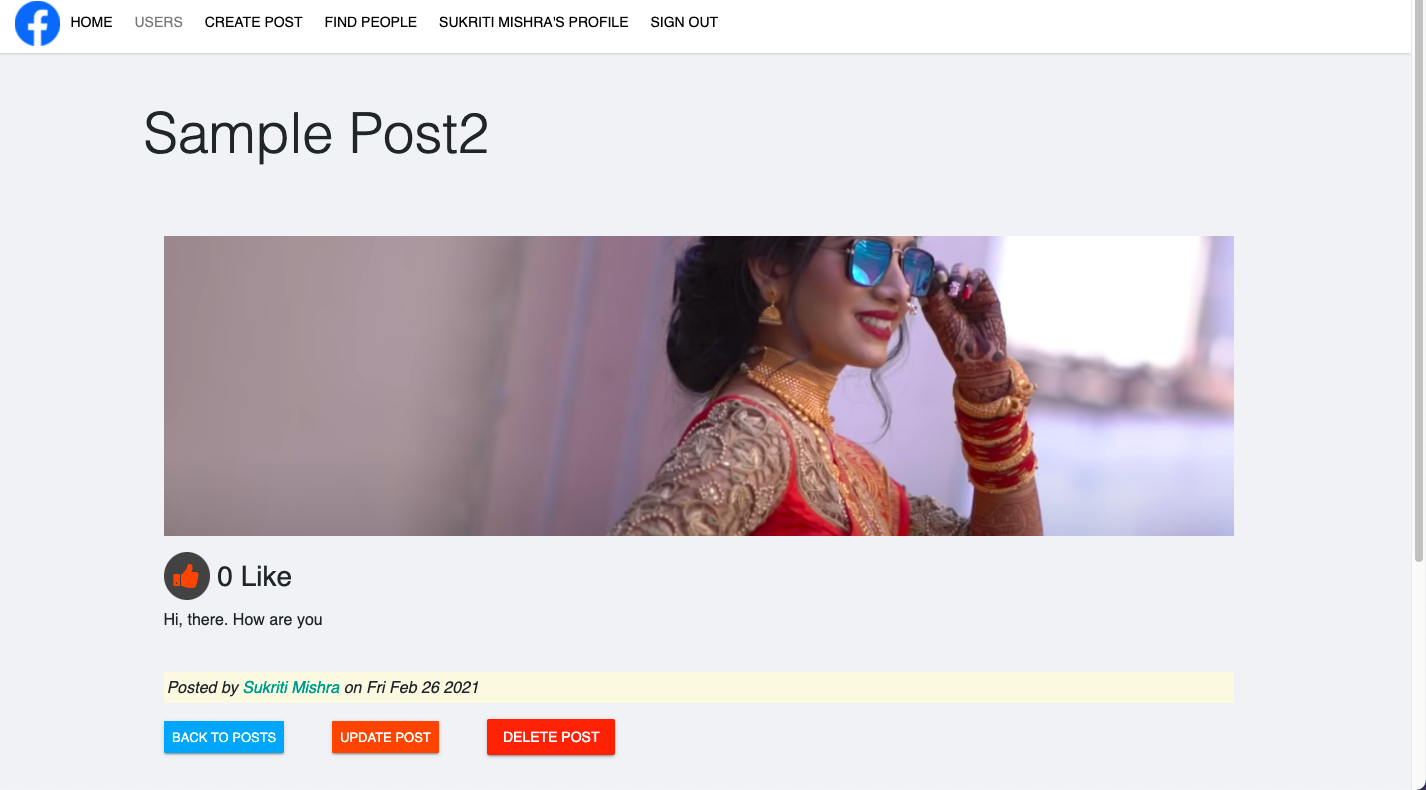 HOME USERS CREATE POST FIND PEOPLE SUKRITI MISHRA'S PROFILE SIGN OUT
Sample Post2
0 Like
Hi, there. How are you
Posted by Sukriti Mishra on Fri Feb 26 2021
BACK TO POSTS UPDATE POST DELETE POST